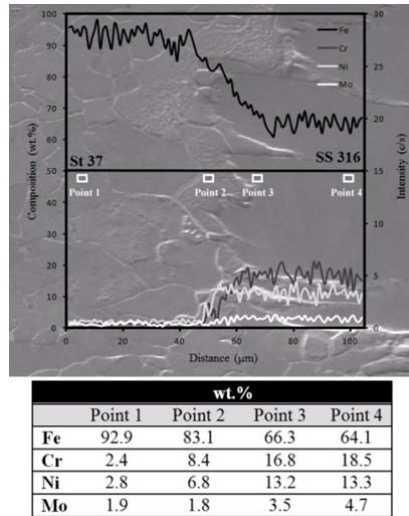 100
30
Fe
Cr
Ni
Mo
90
25
80
70
20
60
St 37
SS 316
50
15
Point 1
Point 2
Point 3
Point 4
40
10
30
20
5
10
0
0
0
20
40
60
80
100
Composition (wt.%)
Intensity (c/s)
Distance (µm)
wt.%
Point 1 Point 2 Point 3 Point 4
Fe 92.9 83.1 66.3 64.1
Cr 2.4 8.4 16.8 18.5
Ni 2.8 6.8 13.2 13.3
Mo 1.9 1.8 3.5 4.7